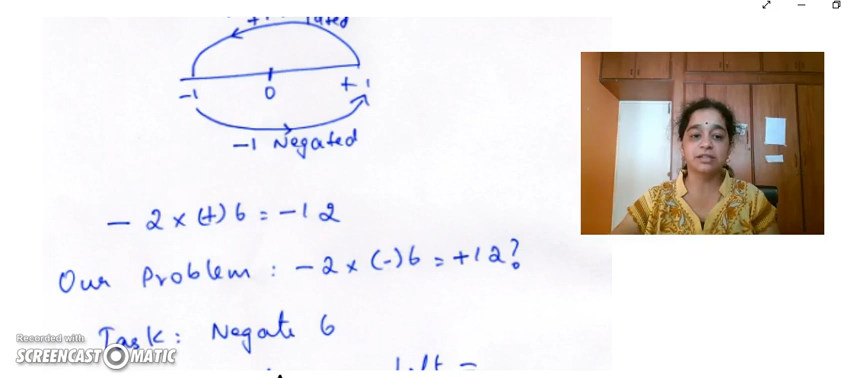 -1
0
+1
-1 Negated
- 2 × (+) 6 = -12
Our Problem : - 2 × (-) 6 = +12?
Task : Negate 6
Recorded with
SCREENCAST MATIC